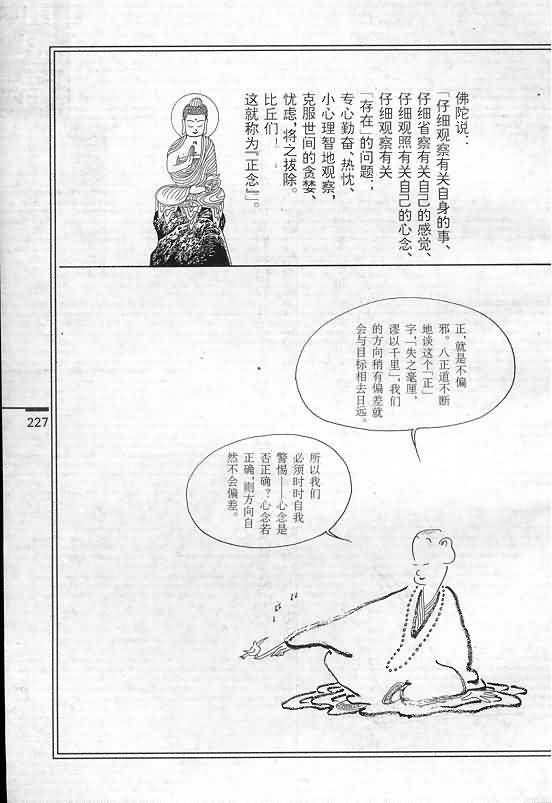 佛陀说：
「仔细观察有关自身的事、
仔细省察有关自己的感觉、
仔细观照有关自己的心念、
仔细观察有关
「存在」的问题；
专心勤奋、热忱、
小心理智地观察，
克服世间的贪婪、
忧虑，将之拔除。
比丘们！
这就称为『正念』」。
正，就是不偏
邪。八正道不断
地谈这个「正」
字，「失之毫厘，
谬以千里」，我们
的方向稍有偏差就
会与目标相去日远。
所以我们
必须时时自我
警惕——心念是
否正确？心念若
正确，则方向自
然不会偏差。
227